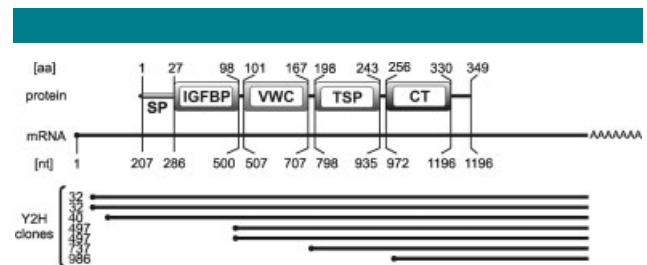 [aa] 1 27 98 101 167 198 243 256 330 349
protein SP IGFBP VWC TSP CT
mRNA AAAAAAA
[nt] 1 207 286 500 507 707 798 935 972 1196 1196
32
32
Y2H 40
clones 497
497
737
986